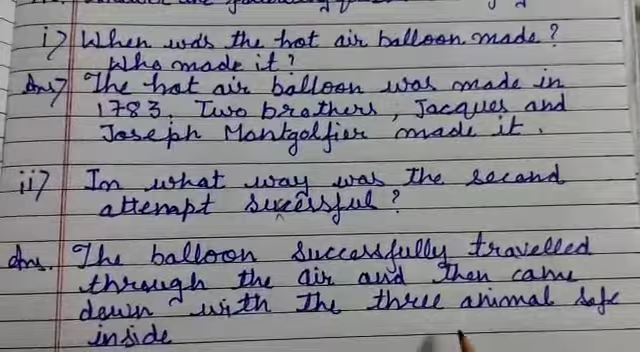 following
i) When was the hot air balloon made?
Who made it?
Ans) The hot air balloon was made in
1783. Two brothers, Jacques and
Joseph Montgolfier made it.
ii) In what way was the second
attempt sucessful?
Ans. The balloon successfully travelled
through the air and then came
down with the three animal safe
inside